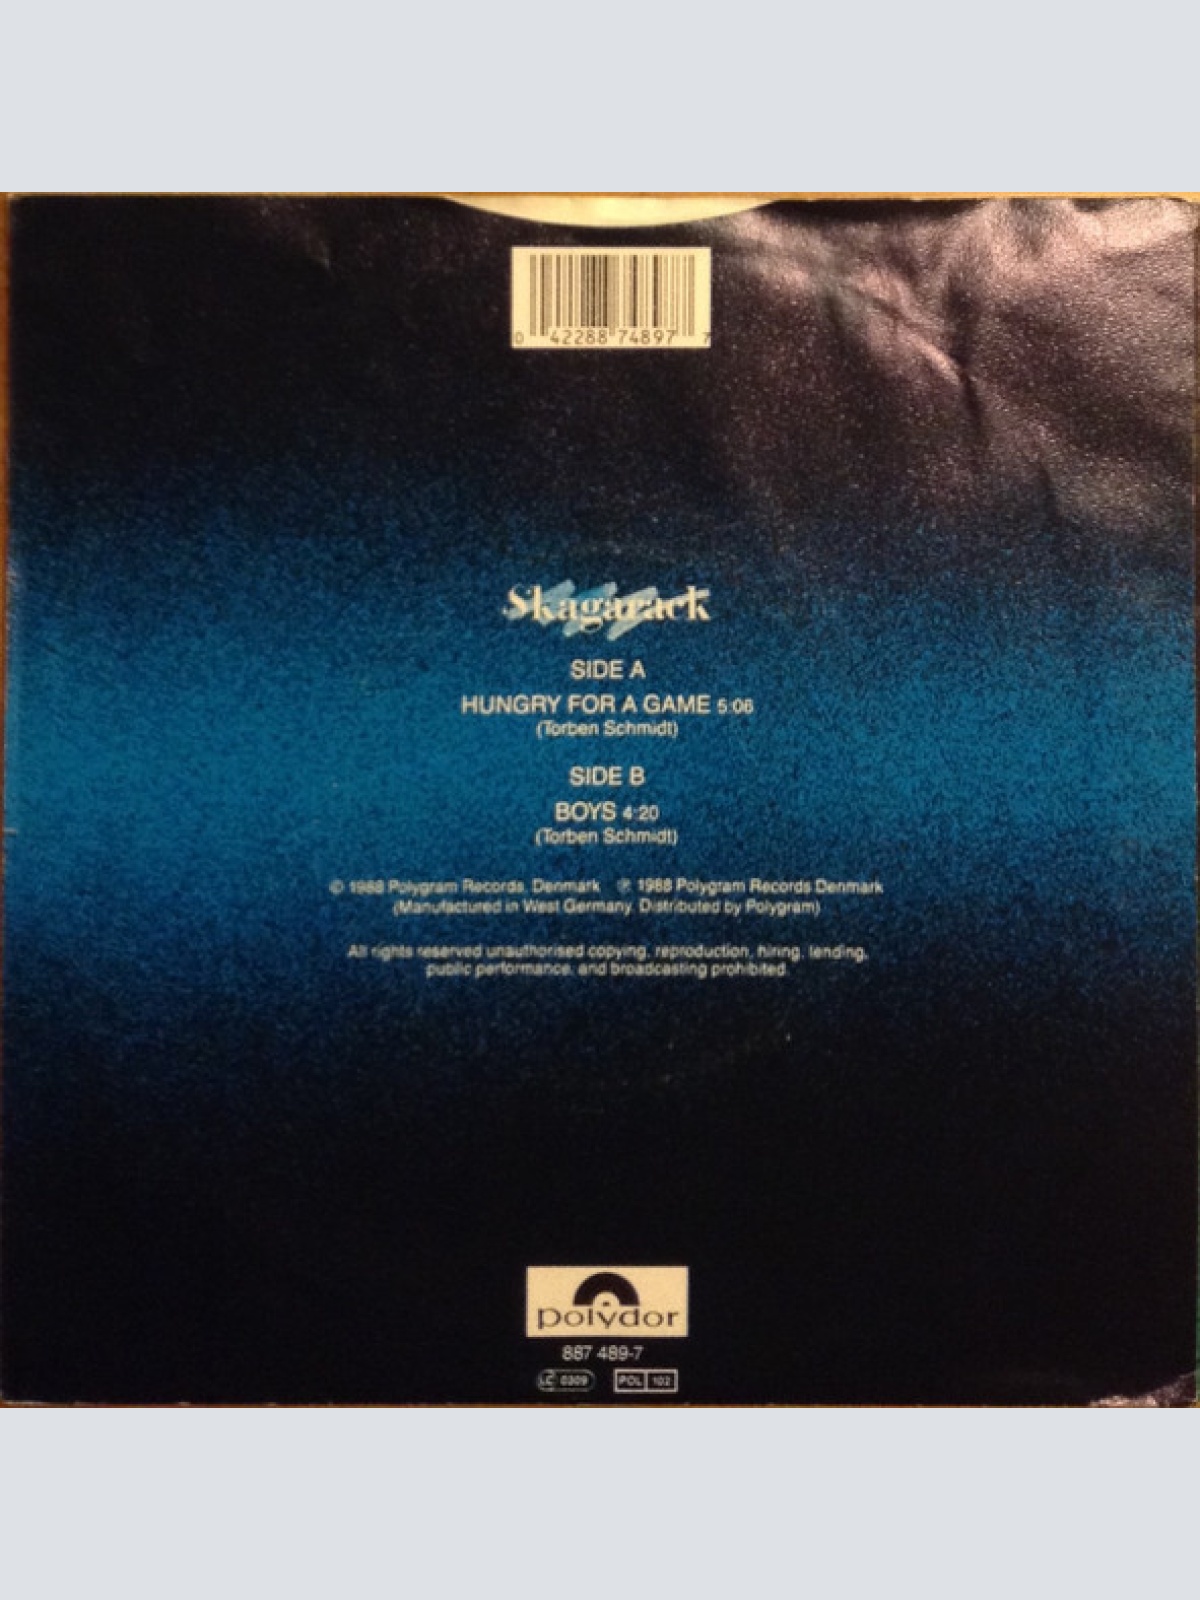 0 42288 74897 7
Skagarack
SIDE A
HUNGRY FOR A GAME 5:06
(Torben Schmidt)
SIDE B
BOYS 4:20
(Torben Schmidt)
© 1988 Polygram Records, Denmark ℗ 1988 Polygram Records Denmark
(Manufactured in West Germany. Distributed by Polygram)
All rights reserved unauthorised copying, reproduction, hiring, lending,
public performance, and broadcasting prohibited.
polydor
887 489-7
LC 0309 POL 102